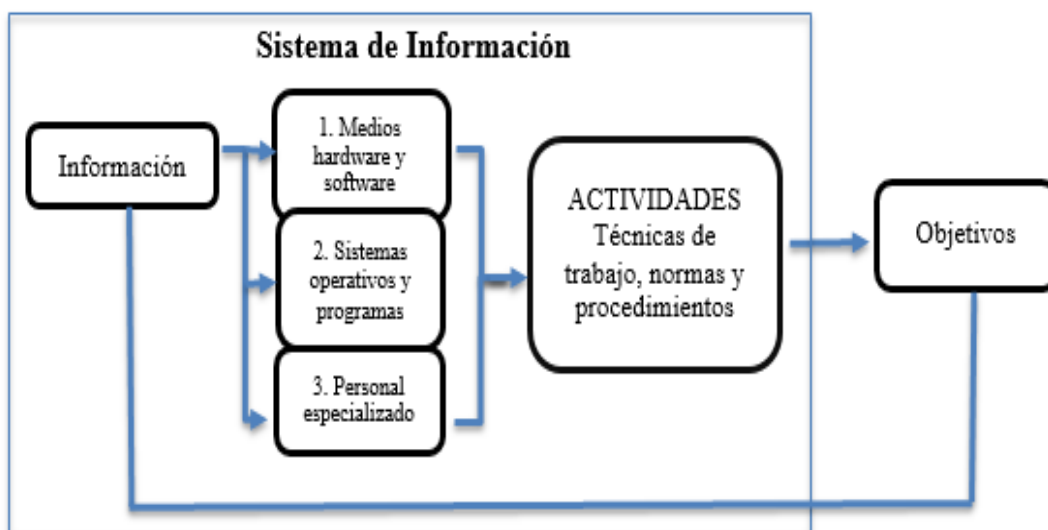 Sistema de Información
Información
1. Medios
hardware y
software
2. Sistemas
operativos y
programas
3. Personal
especializado
ACTIVIDADES
Técnicas de
trabajo, normas y
procedimientos
Objetivos